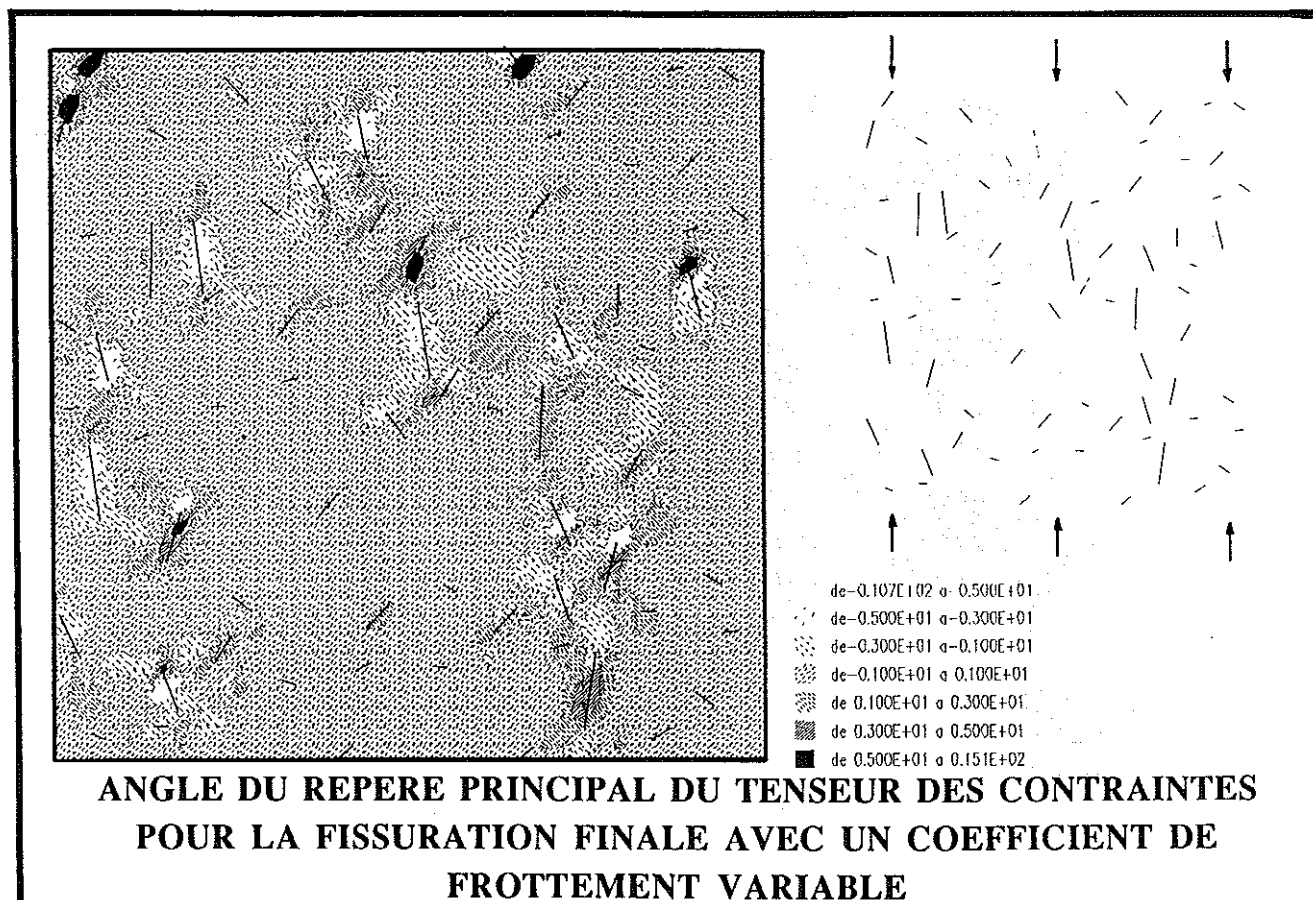 de-0.107E+02 a-0.500E+01
de-0.500E+01 a-0.300E+01
de-0.300E+01 a-0.100E+01
de-0.100E+01 a 0.100E+01
de 0.100E+01 a 0.300E+01
de 0.300E+01 a 0.500E+01
de 0.500E+01 a 0.151E+02
ANGLE DU REPERE PRINCIPAL DU TENSEUR DES CONTRAINTES
POUR LA FISSURATION FINALE AVEC UN COEFFICIENT DE
FROTTEMENT VARIABLE